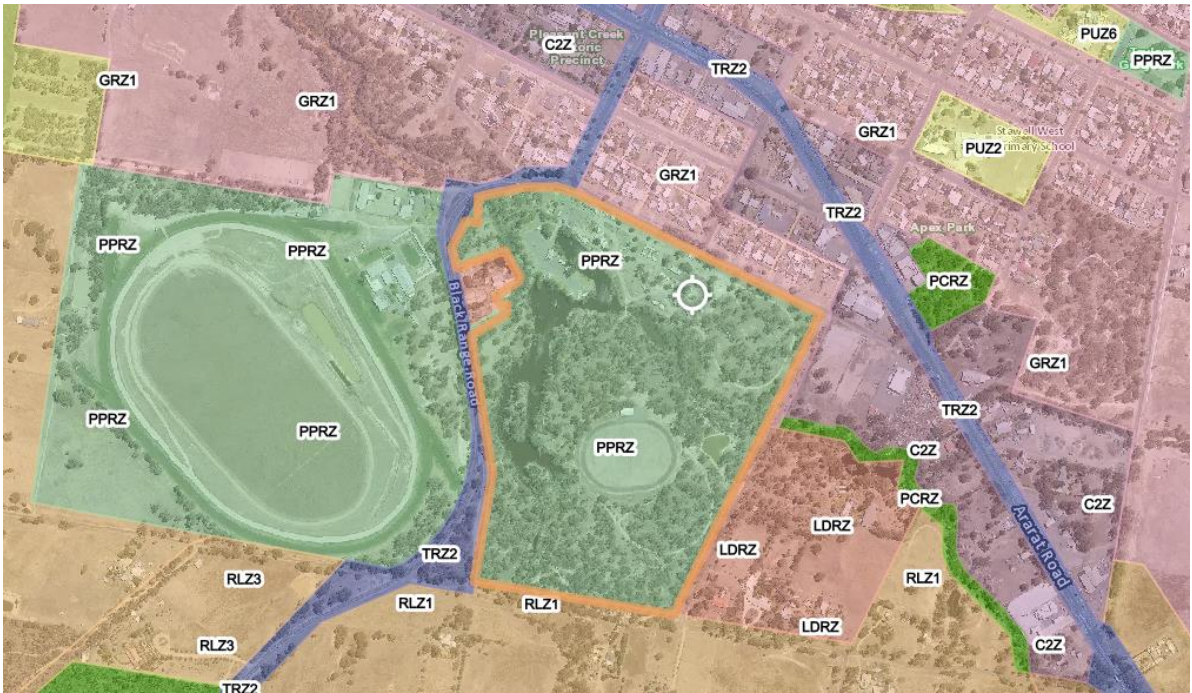 Pleasant Creek
Historic
Precinct
C2Z
PUZ6
PPRZ
TRZ2
GRZ1
GRZ1
GRZ1
PUZ2
Stawell West
Primary School
GRZ1
TRZ2
Apex Park
PPRZ
PPRZ
PPRZ
PCRZ
Black Range Road
GRZ1
PPRZ
PPRZ
TRZ2
PPRZ
C2Z
PCRZ
C2Z
LDRZ
LDRZ
Ararat Road
TRZ2
RLZ3
RLZ1
RLZ1
RLZ1
LDRZ
RLZ3
C2Z
TRZ2